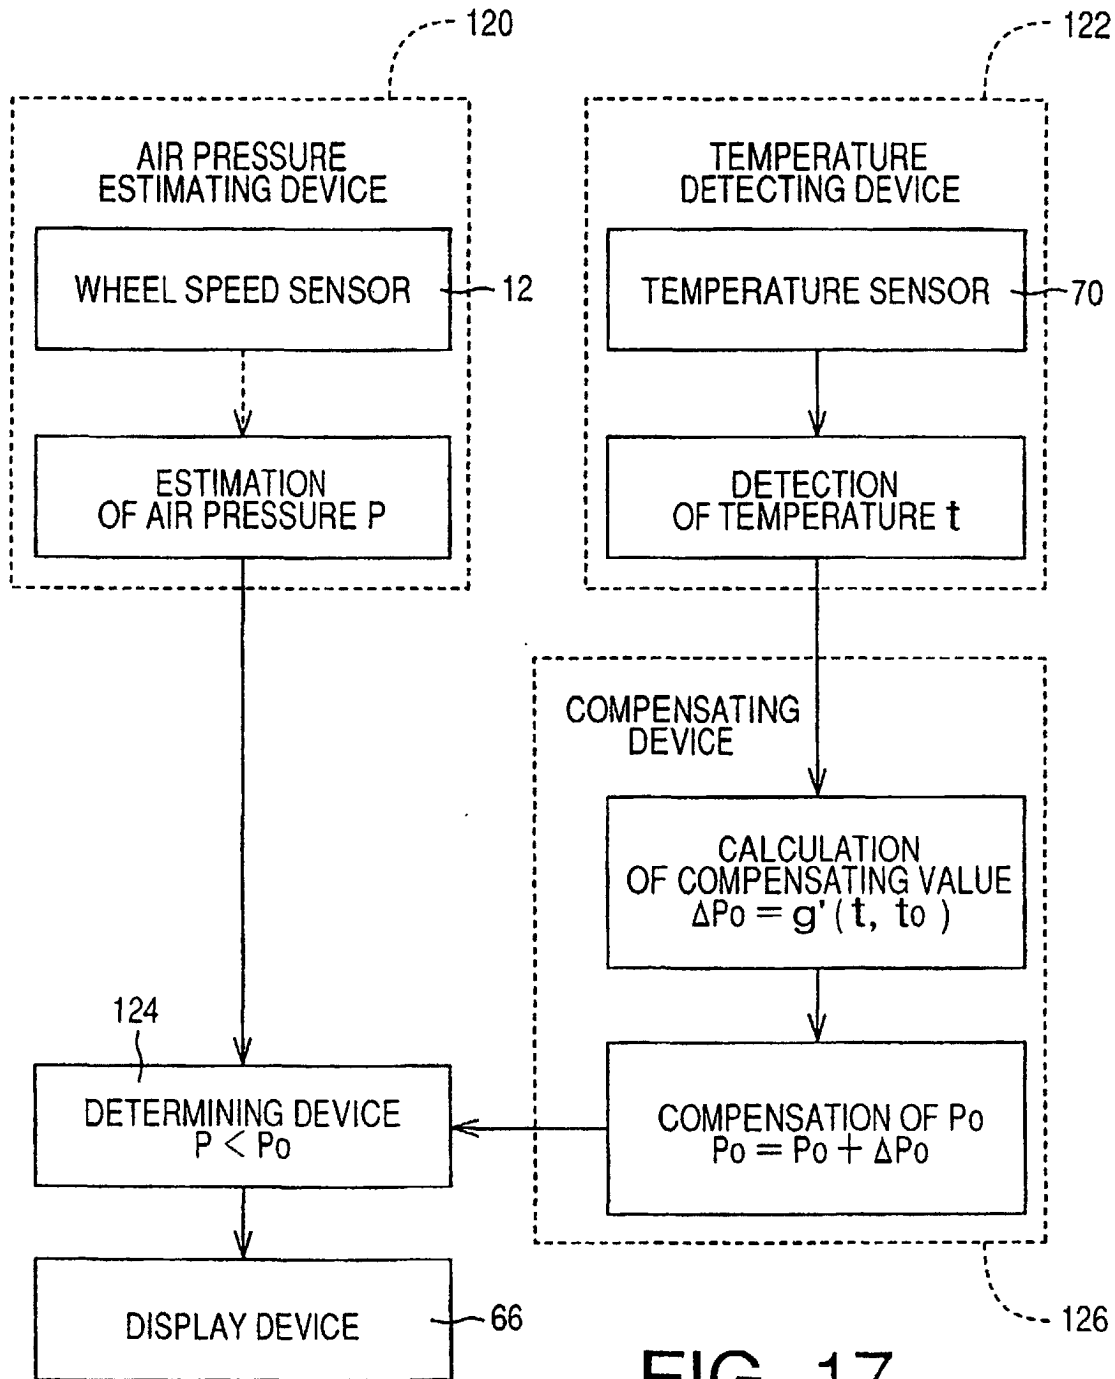 120
122
AIR PRESSURE
ESTIMATING DEVICE
WHEEL SPEED SENSOR
12
ESTIMATION
OF AIR PRESSURE P
TEMPERATURE
DETECTING DEVICE
TEMPERATURE SENSOR
70
DETECTION
OF TEMPERATURE t
COMPENSATING
DEVICE
CALCULATION
OF COMPENSATING VALUE
ΔPo = g'(t, to)
124
DETERMINING DEVICE
P < Po
COMPENSATION OF Po
Po = Po + ΔPo
DISPLAY DEVICE
66
126
FIG. 17